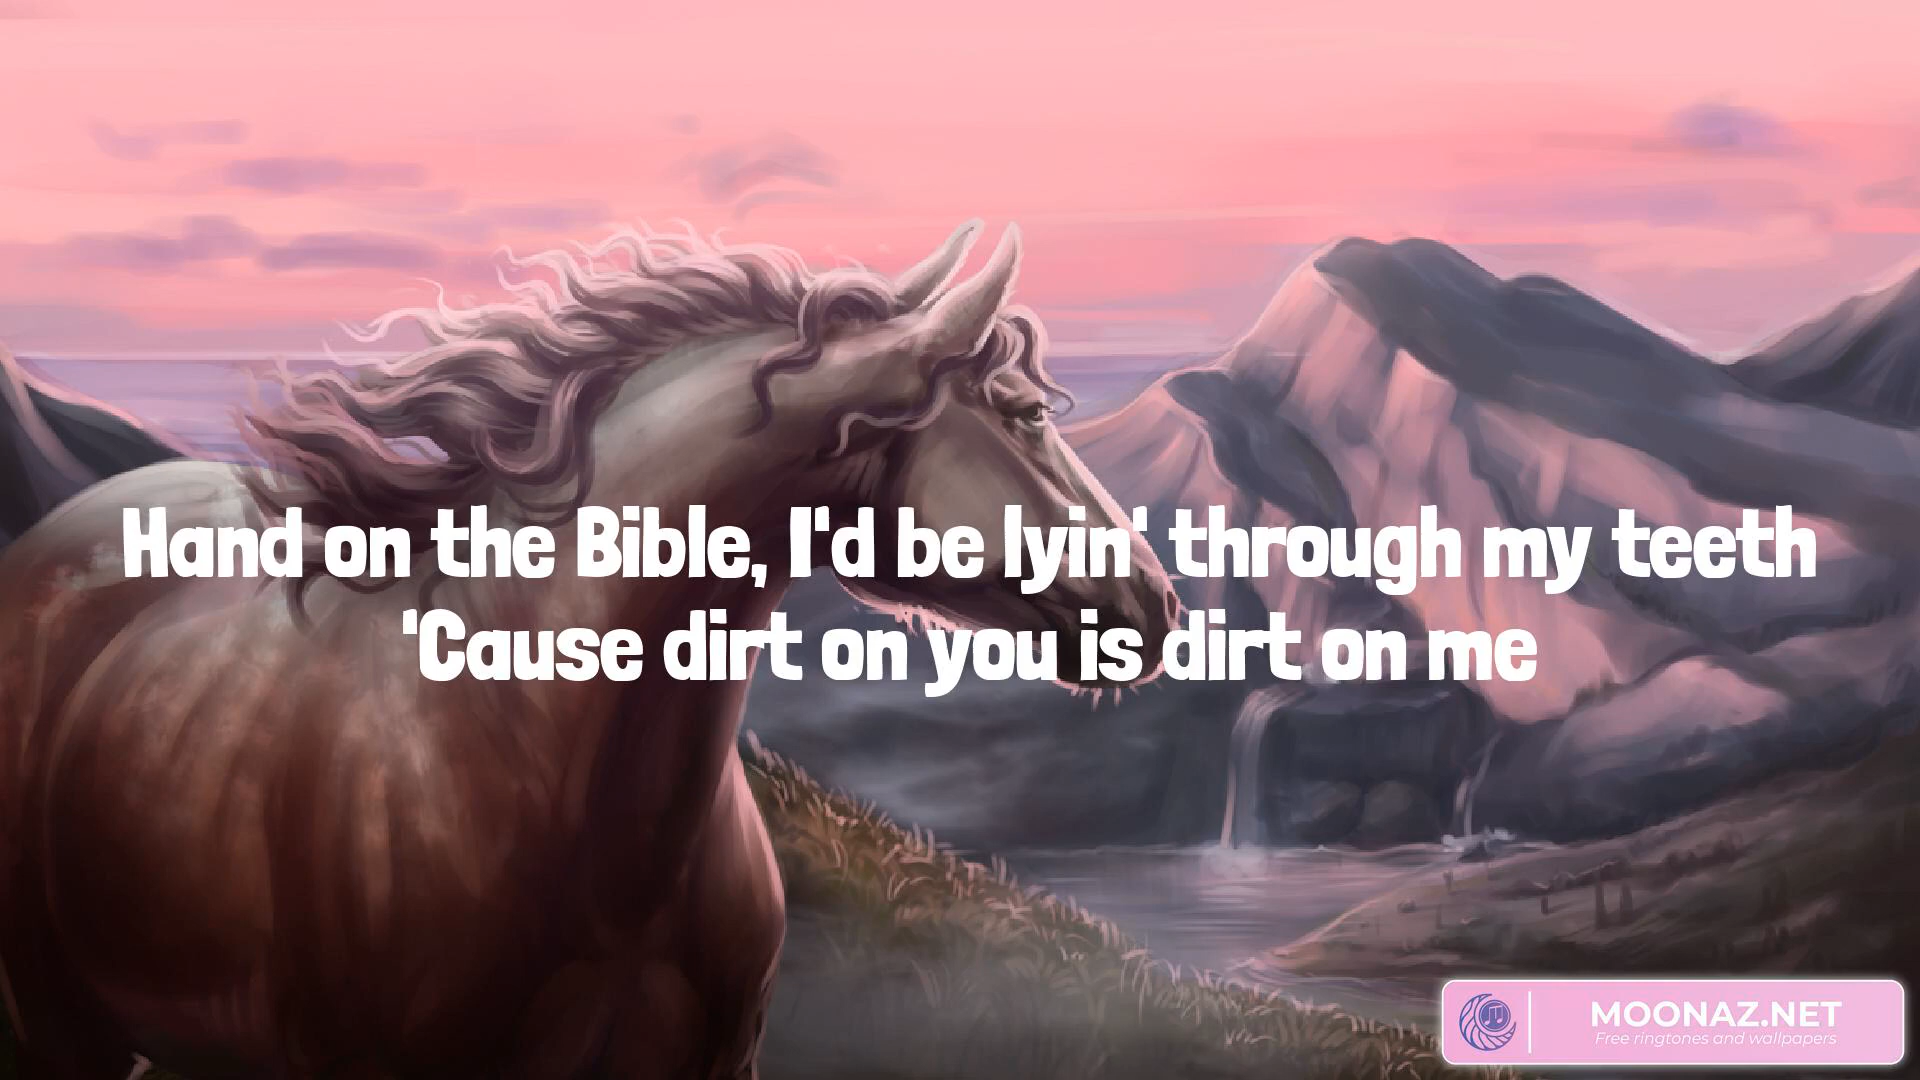 Hand on the Bible, I'd be lyin' through my teeth
'Cause dirt on you is dirt on me
MOONAZ.NET
Free ringtones and wallpapers